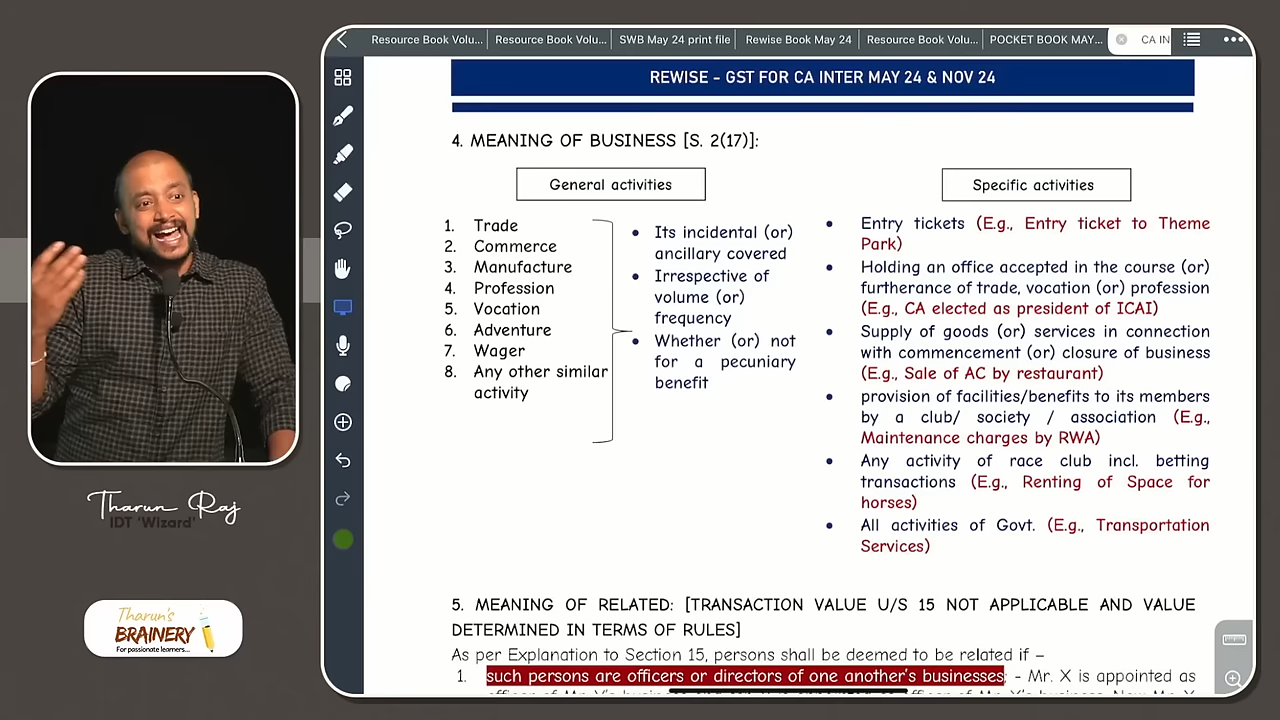 Resource Book Volu...
Resource Book Volu...
SWB May 24 print file
Rewise Book May 24
Resource Book Volu...
POCKET BOOK MAY...
CA IN
REWISE - GST FOR CA INTER MAY 24 & NOV 24
4. MEANING OF BUSINESS [S. 2(17)]:
General activities
1. Trade
2. Commerce
3. Manufacture
4. Profession
5. Vocation
6. Adventure
7. Wager
8. Any other similar
activity
• Its incidental (or)
ancillary covered
• Irrespective of
volume (or)
frequency
• Whether (or) not
for a pecuniary
benefit
Specific activities
• Entry tickets (E.g., Entry ticket to Theme
Park)
• Holding an office accepted in the course (or)
furtherance of trade, vocation (or) profession
(E.g., CA elected as president of ICAI)
• Supply of goods (or) services in connection
with commencement (or) closure of business
(E.g., Sale of AC by restaurant)
• provision of facilities/benefits to its members
by a club/ society / association (E.g.,
Maintenance charges by RWA)
• Any activity of race club incl. betting
transactions (E.g., Renting of Space for
horses)
• All activities of Govt. (E.g., Transportation
Services)
5. MEANING OF RELATED: [TRANSACTION VALUE U/S 15 NOT APPLICABLE AND VALUE
DETERMINED IN TERMS OF RULES]
As per Explanation to Section 15, persons shall be deemed to be related if –
1. such persons are officers or directors of one another's businesses; - Mr. X is appointed as
Tharun Raj
IDT 'Wizard'
Tharun's
BRAINERY
For passionate learners...